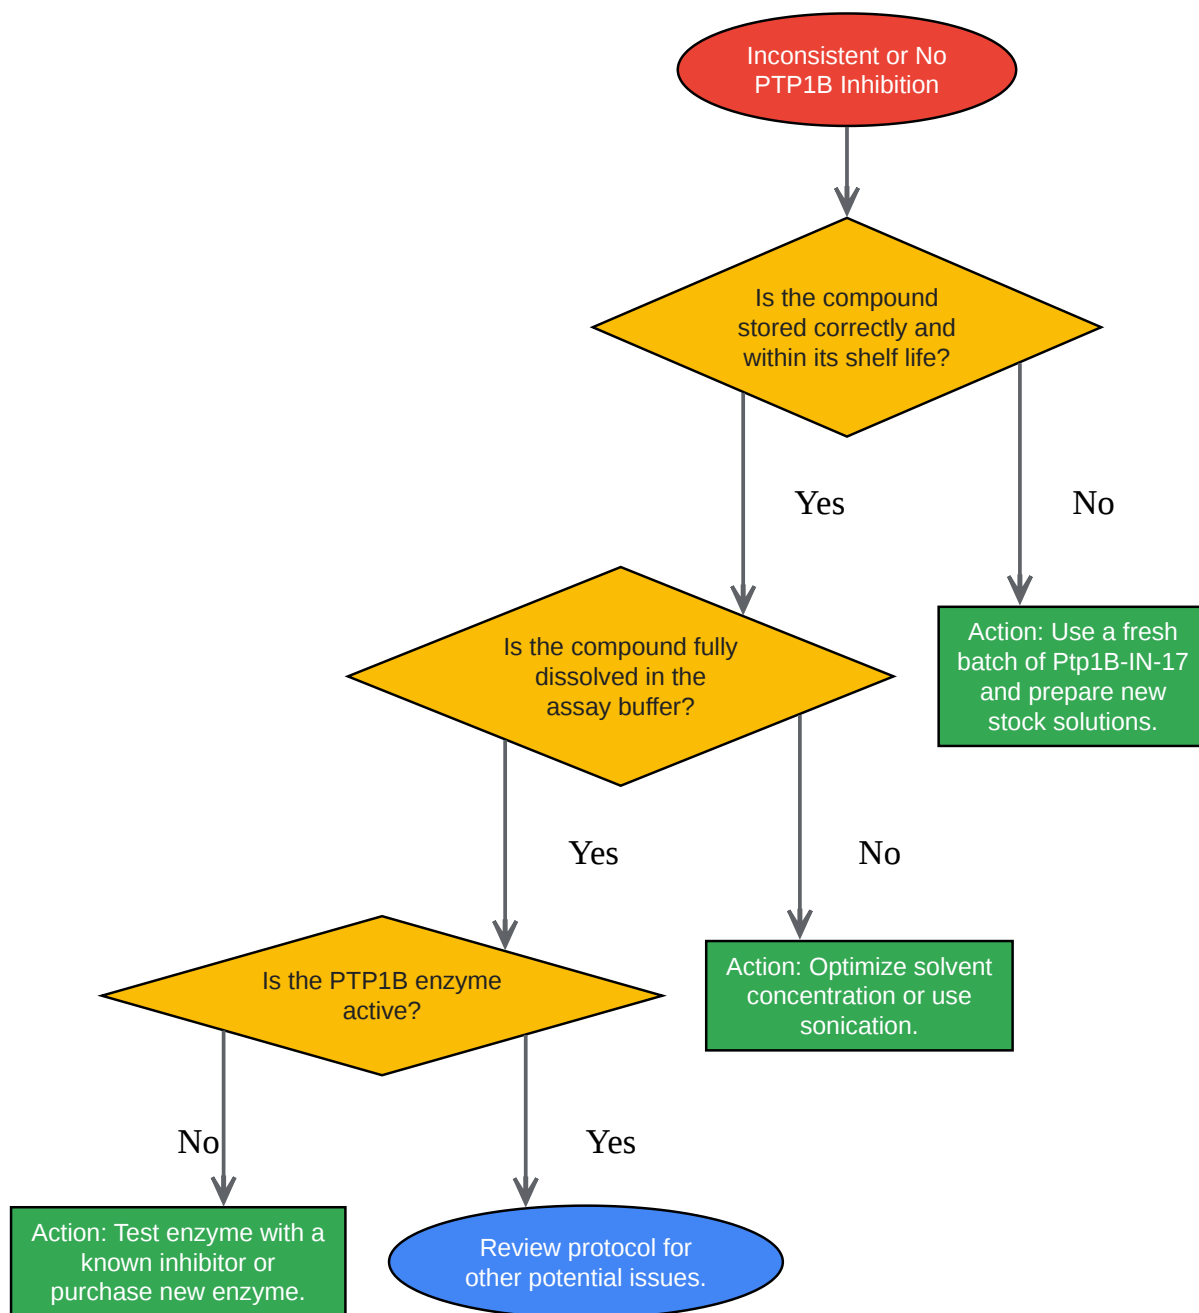 Inconsistent or No
PTP1B Inhibition
Is the compound
stored correctly and
within its shelf life?
Yes
No
Is the compound fully
dissolved in the
assay buffer?
Action: Use a fresh
batch of Ptp1B-IN-17
and prepare new
stock solutions.
Yes
No
Is the PTP1B enzyme
active?
Action: Optimize solvent
concentration or use
sonication.
No
Yes
Action: Test enzyme with a
known inhibitor or
purchase new enzyme.
Review protocol for
other potential issues.